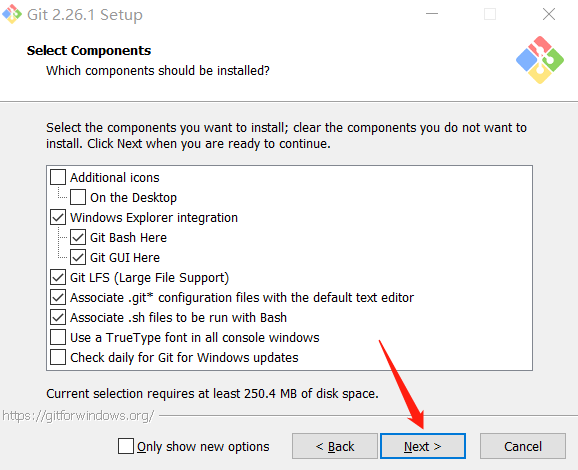 Git 2.26.1 Setup
Select Components
Which components should be installed?
Select the components you want to install; clear the components you do not want to
install. Click Next when you are ready to continue.
Additional icons
On the Desktop
Windows Explorer integration
Git Bash Here
Git GUI Here
Git LFS (Large File Support)
Associate .git* configuration files with the default text editor
Associate .sh files to be run with Bash
Use a TrueType font in all console windows
Check daily for Git for Windows updates
Current selection requires at least 250.4 MB of disk space.
https://gitforwindows.org/
Only show new options
< Back
Next >
Cancel